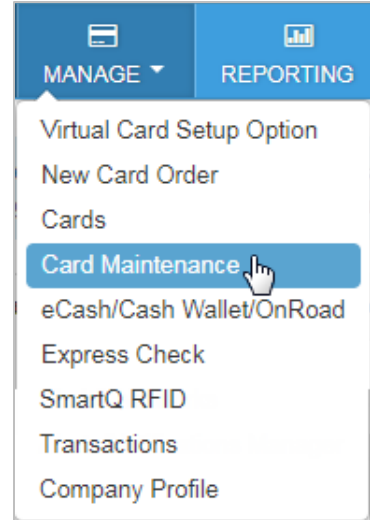 MANAGE REPORTING
Virtual Card Setup Option
New Card Order
Cards
Card Maintenance
eCash/Cash Wallet/OnRoad
Express Check
SmartQ RFID
Transactions
Company Profile